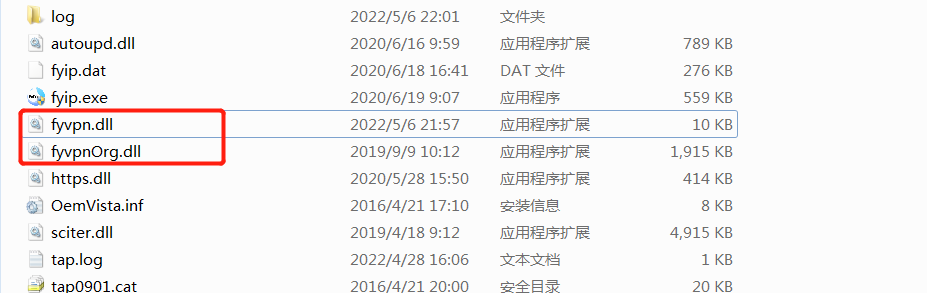 log 2022/5/6 22:01 文件夹
autoupd.dll 2020/6/16 9:59 应用程序扩展 789 KB
fyip.dat 2020/6/18 16:41 DAT 文件 276 KB
fyip.exe 2020/6/19 9:07 应用程序 559 KB
fyvpn.dll 2022/5/6 21:57 应用程序扩展 10 KB
fyvpnOrg.dll 2019/9/9 10:12 应用程序扩展 1,915 KB
https.dll 2020/5/28 15:50 应用程序扩展 414 KB
OemVista.inf 2016/4/21 17:10 安装信息 8 KB
sciter.dll 2019/4/18 9:12 应用程序扩展 4,915 KB
tap.log 2022/4/28 16:06 文本文档 1 KB
tap0901.cat 2016/4/21 20:00 安全目录 20 KB